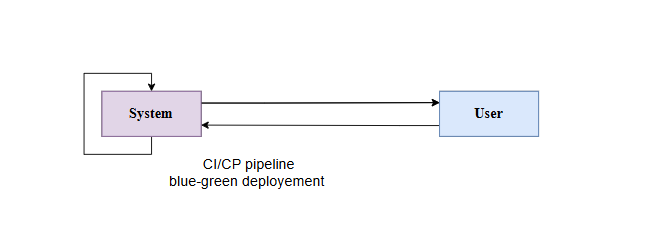 System
User
CI/CP pipeline
blue-green deployement